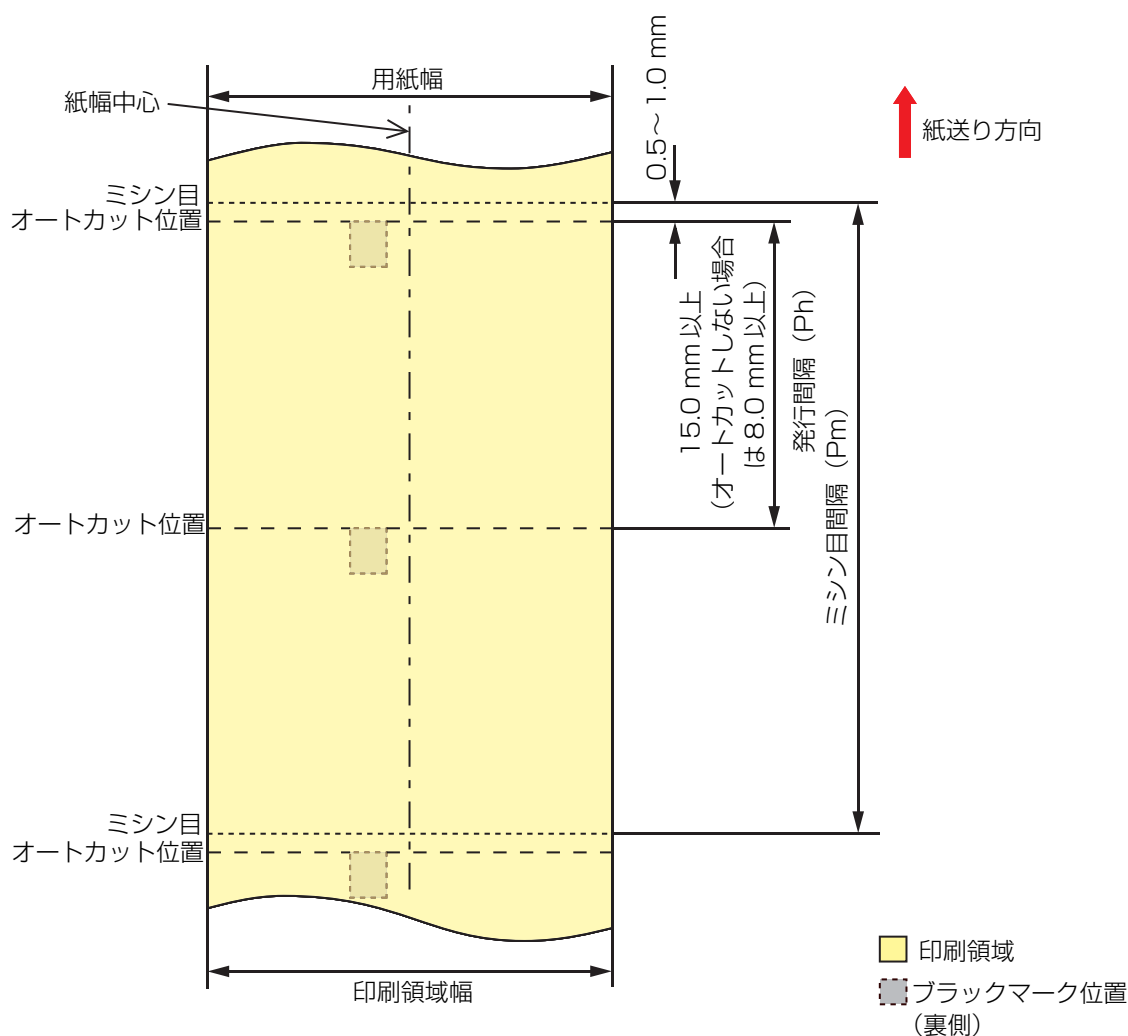 用紙幅
紙幅中心
0.5～1.0 mm
紙送り方向
ミシン目
オートカット位置
15.0 mm 以上
（オートカットしない場合
は 8.0 mm 以上）
発行間隔（Ph）
ミシン目間隔（Pm）
オートカット位置
ミシン目
オートカット位置
印刷領域幅
印刷領域
ブラックマーク位置
（裏側）